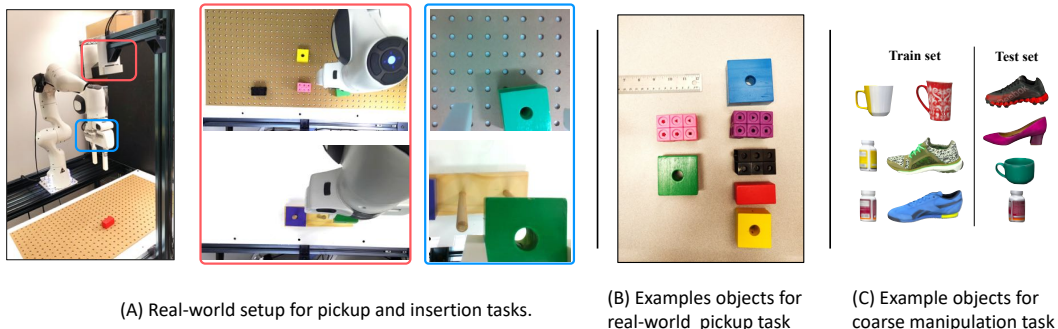 Train set
Test set
(A) Real-world setup for pickup and insertion tasks.
(B) Examples objects for
real-world pickup task
(C) Example objects for
coarse manipulation task